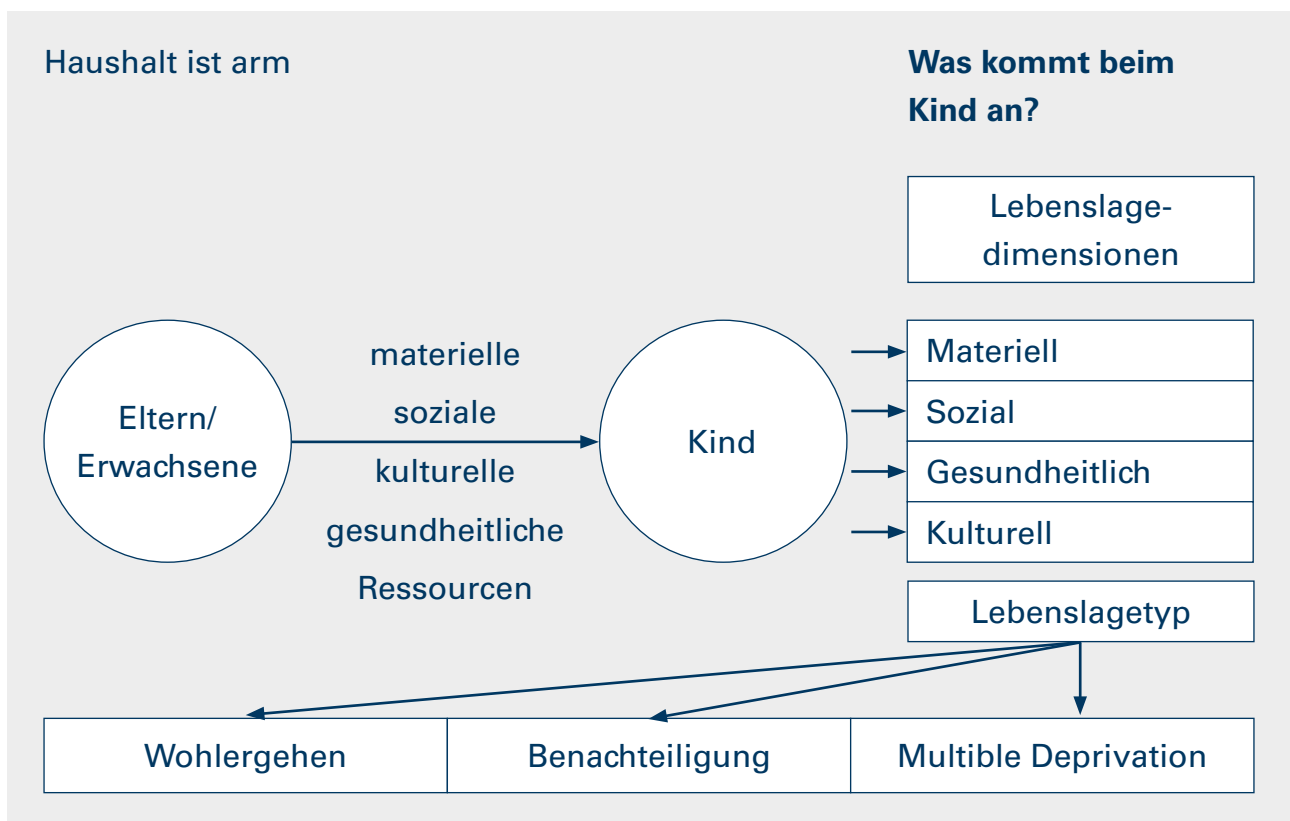 Haushalt ist arm
Was kommt beim
Kind an?
Lebenslage-
dimensionen
Eltern/
Erwachsene
materielle
soziale
kulturelle
gesundheitliche
Ressourcen
Kind
Materiell
Sozial
Gesundheitlich
Kulturell
Lebenslagetyp
Wohlergehen
Benachteiligung
Multible Deprivation